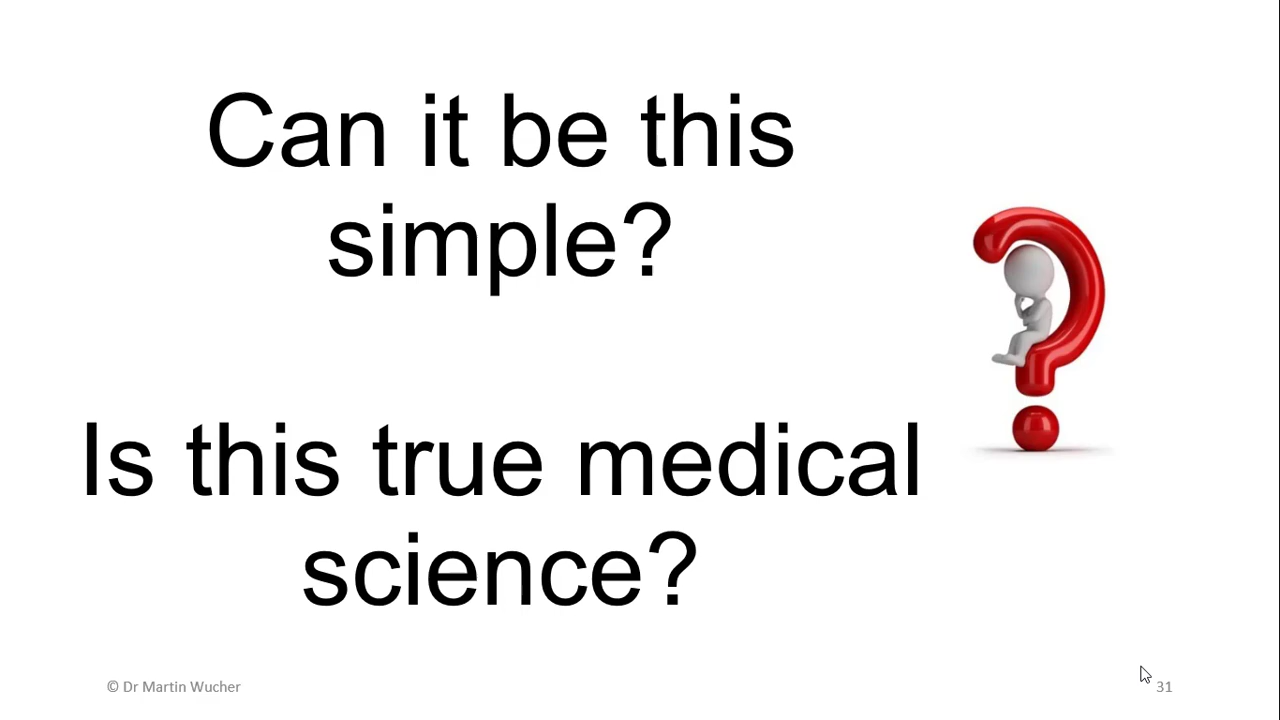 Can it be this
simple?
Is this true medical
science?
© Dr Martin Wucher
31